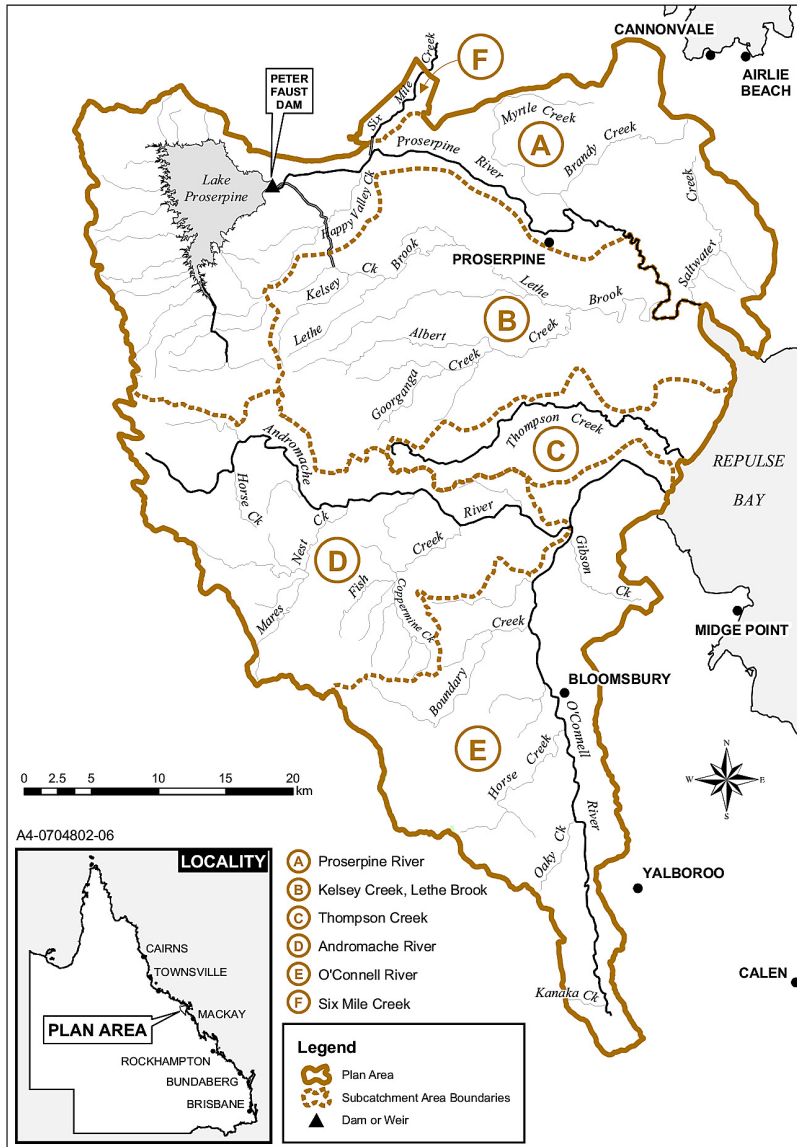 CANNONVALE
AIRLIE
BEACH
PETER
FAUST
DAM
F
Six Mile Creek
Myrtle Creek
A
Brandy Creek
Proserpine River
Lake
Proserpine
Happy Valley Ck
Saltwater Creek
PROSERPINE
Kelsey Ck
Lethe Brook
Lethe Brook
B
Albert Creek
Goorganga Creek
Thompson Creek
C
REPULSE
BAY
Andromache River
Horse Ck
Mares Nest Ck
D
Fish Creek
Coppermine Ck
Gibson Ck
MIDGE POINT
Boundary Creek
BLOOMSBURY
O'Connell River
E
Horse Creek
N
W E
S
Oaky Ck
YALBOROO
CALEN
Kanaka Ck
0 2.5 5 10 15 20
km
A4-0704802-06
LOCALITY
CAIRNS
TOWNSVILLE
MACKAY
PLAN AREA
ROCKHAMPTON
BUNDABERG
BRISBANE
A Proserpine River
B Kelsey Creek, Lethe Brook
C Thompson Creek
D Andromache River
E O'Connell River
F Six Mile Creek
Legend
Plan Area
Subcatchment Area Boundaries
Dam or Weir